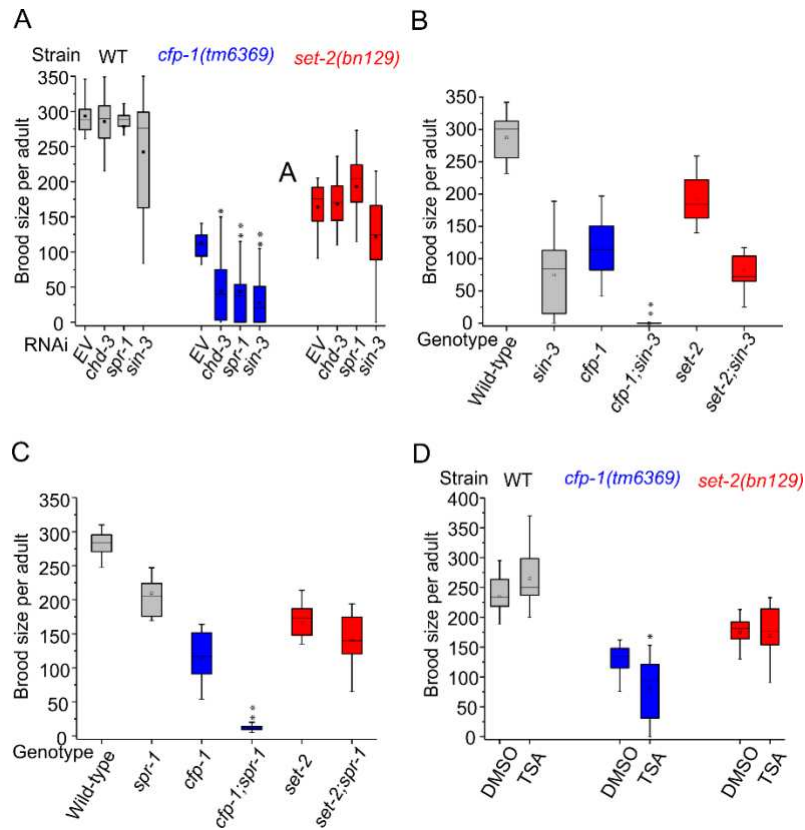 A
Strain WT cfp-1(tm6369) set-2(bn129)
Brood size per adult
350
300
250
200
150
100
50
0
A
* * * * *
RNAi
EV chd-3 spr-1 sin-3 EV chd-3 spr-1 sin-3 EV chd-3 spr-1 sin-3
B
Brood size per adult
350
300
250
200
150
100
50
0
* *
Genotype
Wild-type sin-3 cfp-1 cfp-1;sin-3 set-2 set-2;sin-3
C
Brood size per adult
350
300
250
200
150
100
50
0
* *
Genotype
Wild-type spr-1 cfp-1 cfp-1;spr-1 set-2 set-2;spr-1
D
Strain WT cfp-1(tm6369) set-2(bn129)
Brood size per adult
400
350
300
250
200
150
100
50
0
*
DMSO TSA DMSO TSA DMSO TSA